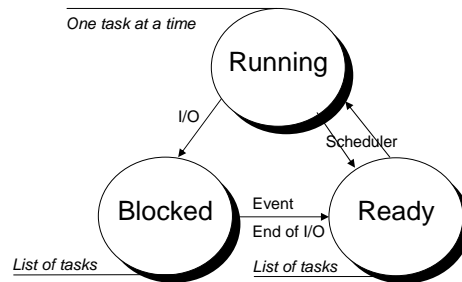 One task at a time
Running
I/O
Scheduler
Blocked
Event
End of I/O
Ready
List of tasks
List of tasks